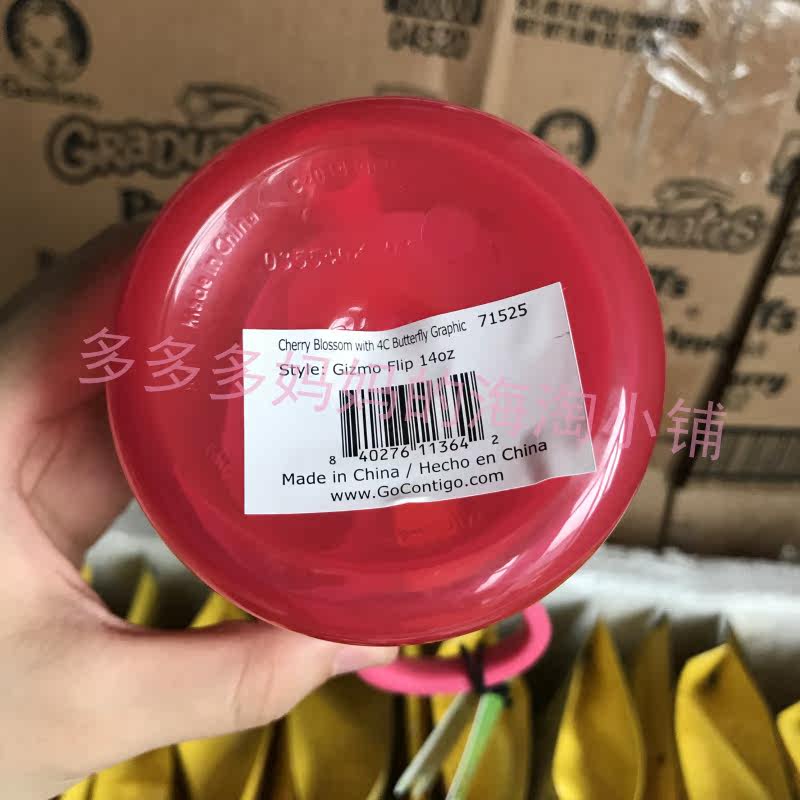 04520
Graduates
Graduates
Made in China
Cherry Blossom with 4C Butterfly Graphic 71525
Style: Gizmo Flip 14oz
多多多妈妈的海淘小铺
8 40276 11364 2
Made in China / Hecho en China
www.GoContigo.com